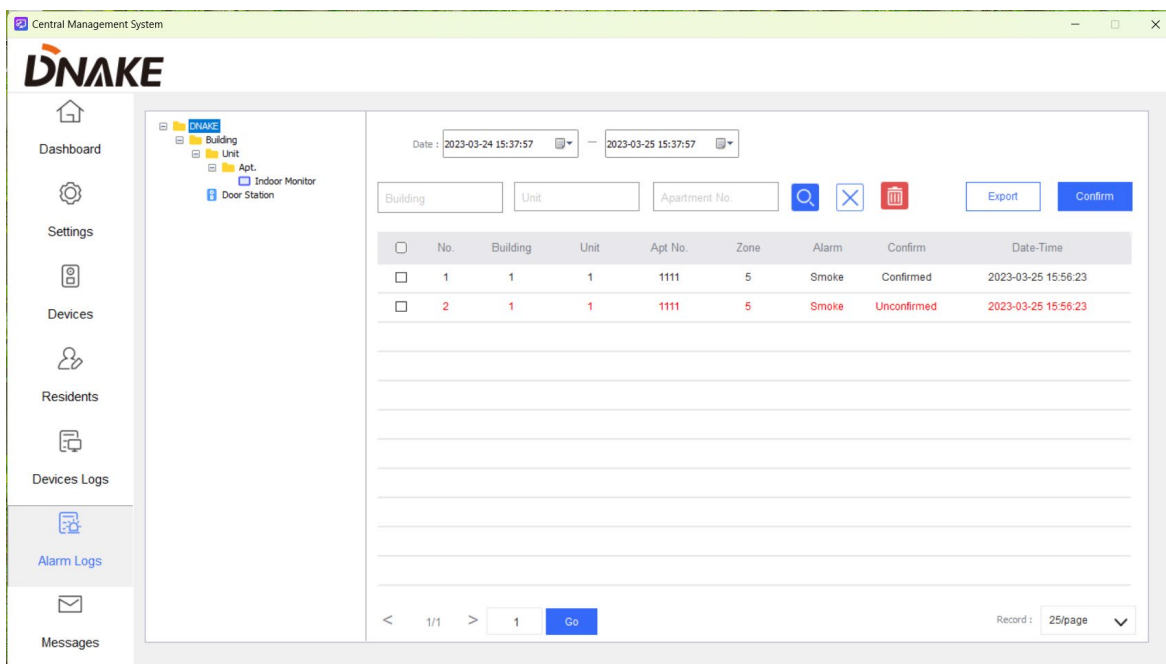 Central Management System
DNAKE
Dashboard
Settings
Devices
Residents
Devices Logs
Alarm Logs
Messages
DNAKE
Building
Unit
Apt.
Indoor Monitor
Door Station
Date : 2023-03-24 15:37:57 — 2023-03-25 15:37:57
Building Unit Apartment No. Export Confirm
No. Building Unit Apt No. Zone Alarm Confirm Date-Time
1 1 1 1111 5 Smoke Confirmed 2023-03-25 15:56:23
2 1 1 1111 5 Smoke Unconfirmed 2023-03-25 15:56:23
< 1/1 > 1 Go Record : 25/page